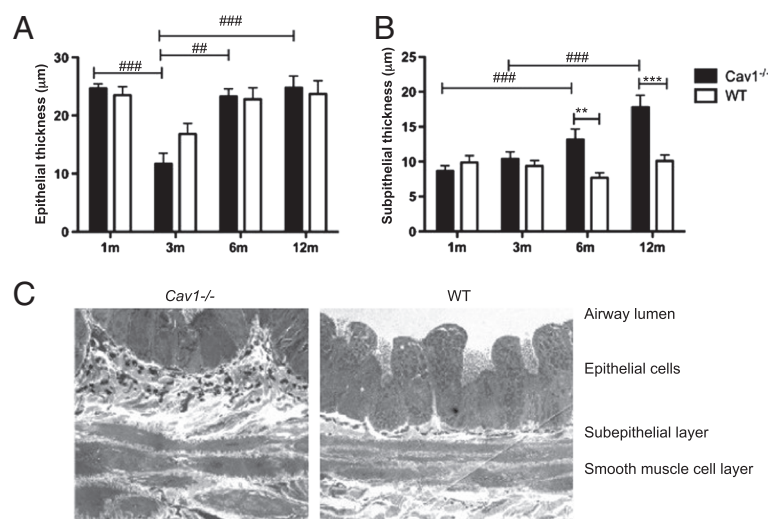 A
###
##
###
Epithelial thickness (µm)
30
20
10
0
1m
3m
6m
12m
B
###
###
***
**
Subpithelial thickness (µm)
25
20
15
10
5
0
1m
3m
6m
12m
Cav1-/-
WT
C
Cav1-/-
WT
Airway lumen
Epithelial cells
Subepithelial layer
Smooth muscle cell layer